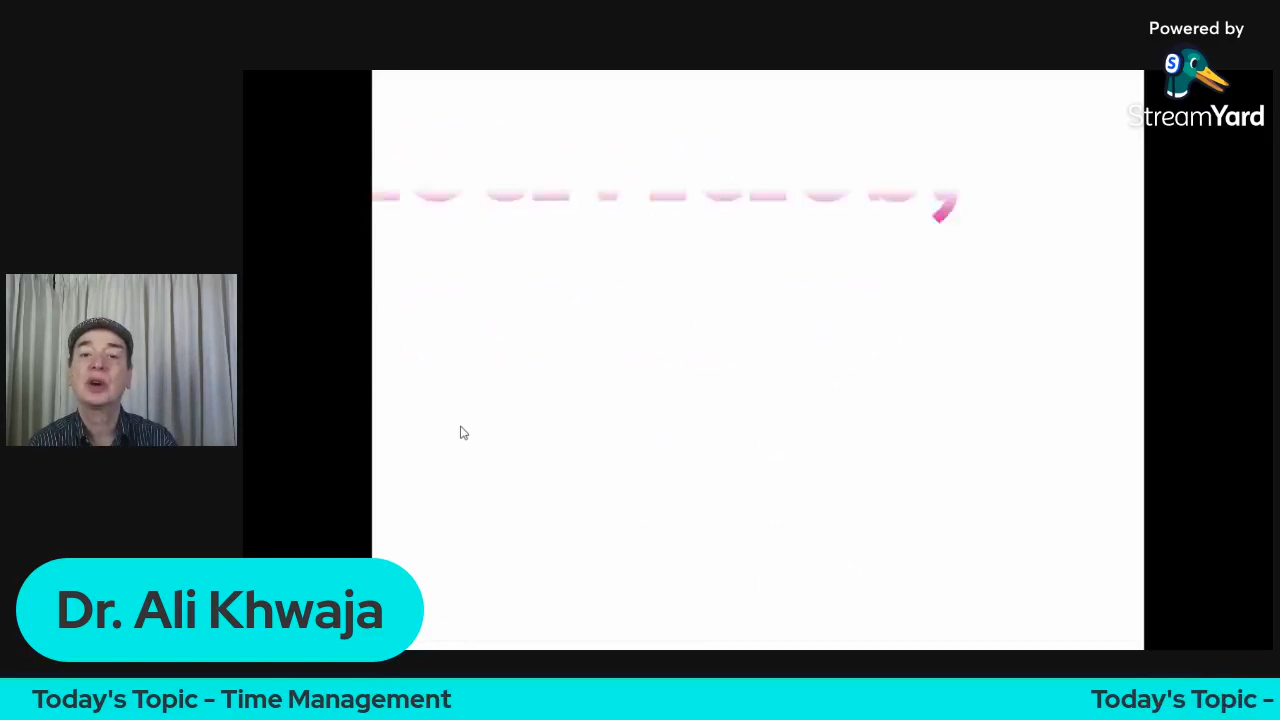 Powered by
StreamYard
Dr. Ali Khwaja
Today's Topic - Time Management
Today's Topic -